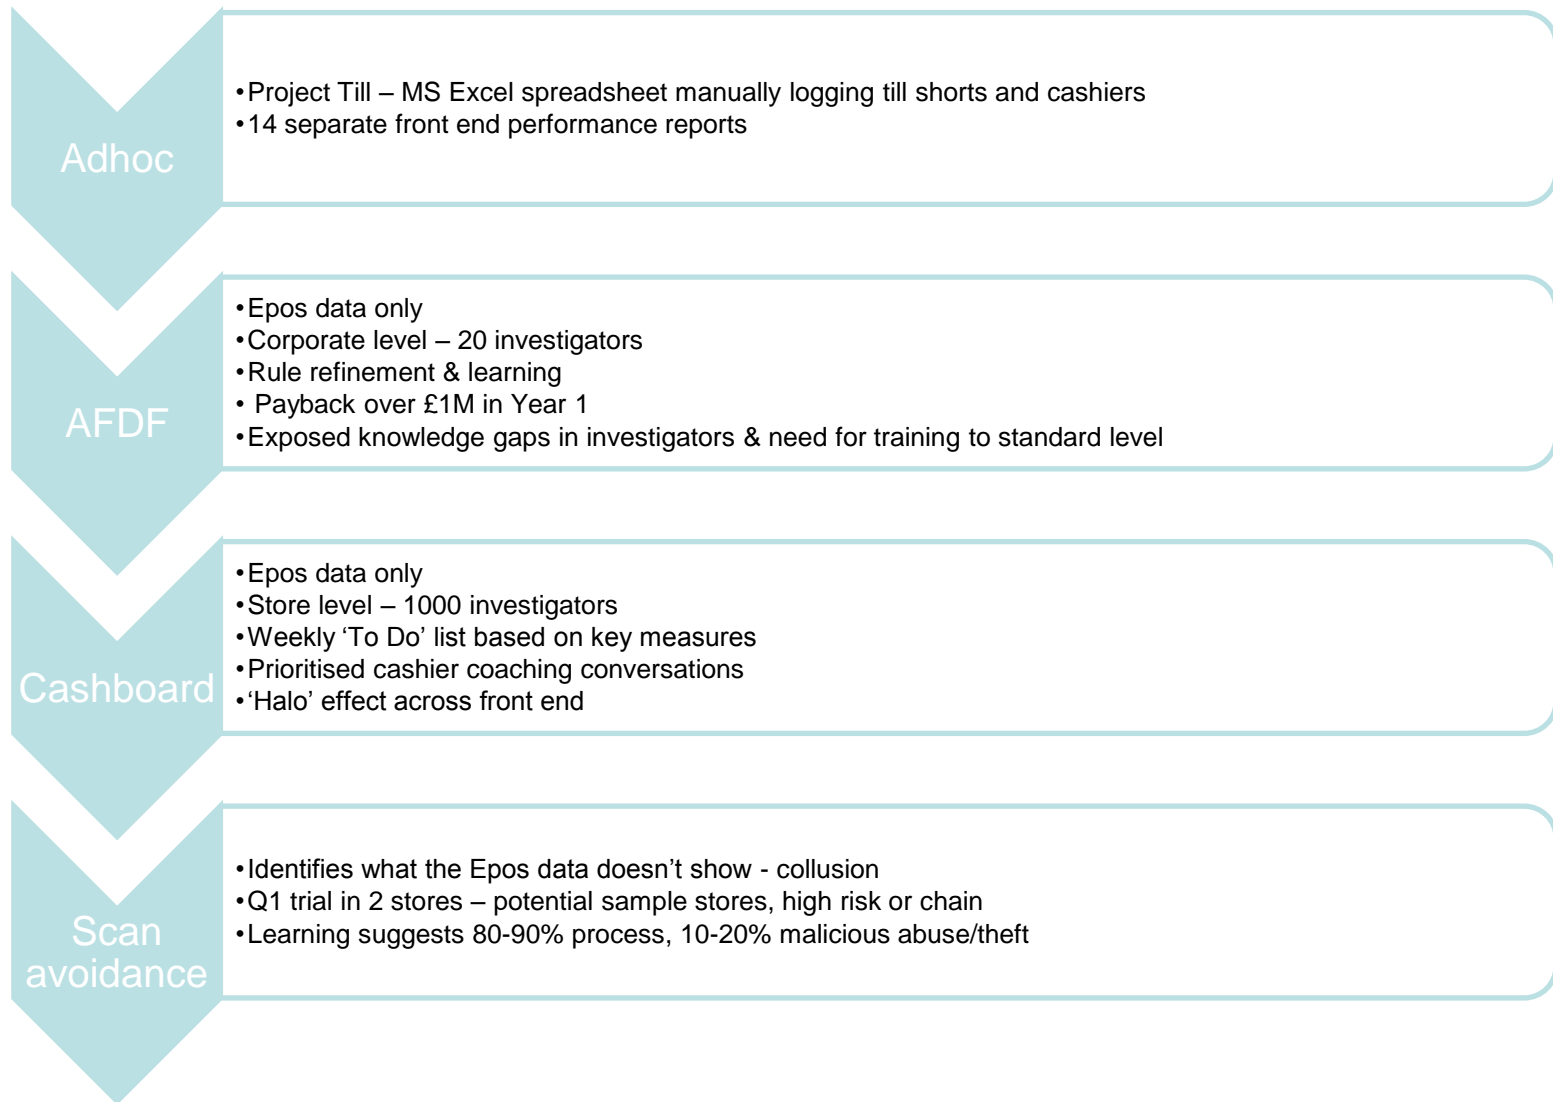 Adhoc
•Project Till – MS Excel spreadsheet manually logging till shorts and cashiers
•14 separate front end performance reports
AFDF
•Epos data only
•Corporate level – 20 investigators
•Rule refinement & learning
• Payback over £1M in Year 1
•Exposed knowledge gaps in investigators & need for training to standard level
Cashboard
•Epos data only
•Store level – 1000 investigators
•Weekly ‘To Do’ list based on key measures
•Prioritised cashier coaching conversations
•‘Halo’ effect across front end
Scan
avoidance
•Identifies what the Epos data doesn’t show - collusion
•Q1 trial in 2 stores – potential sample stores, high risk or chain
•Learning suggests 80-90% process, 10-20% malicious abuse/theft